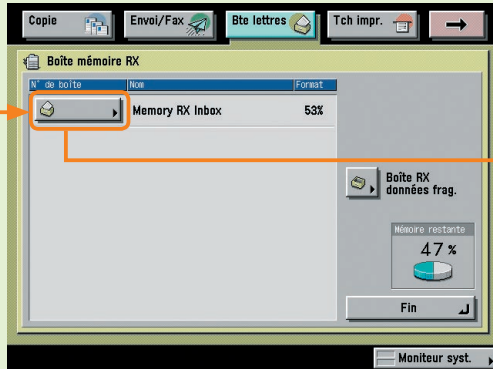 Copie Envoi/Fax Bte lettres Tch impr.
Boîte mémoire RX
N° de boîte Nom Format
Memory RX Inbox 53%
Boîte RX
données frag.
Mémoire restante
47 %
Fin
Moniteur syst.